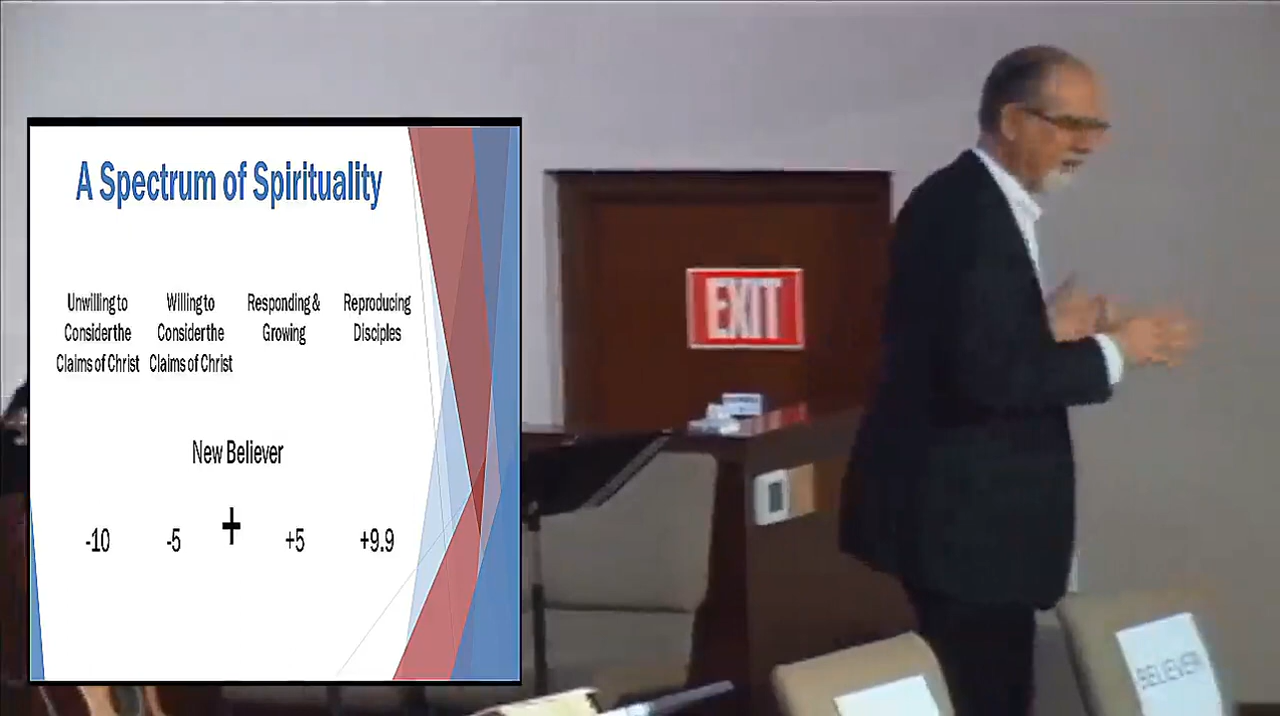 A Spectrum of Spirituality
Unwilling to Consider the Claims of Christ
Willing to Consider the Claims of Christ
Responding & Growing
Reproducing Disciples
New Believer
-10 -5 + +5 +9.9
EXIT
BELIEVER